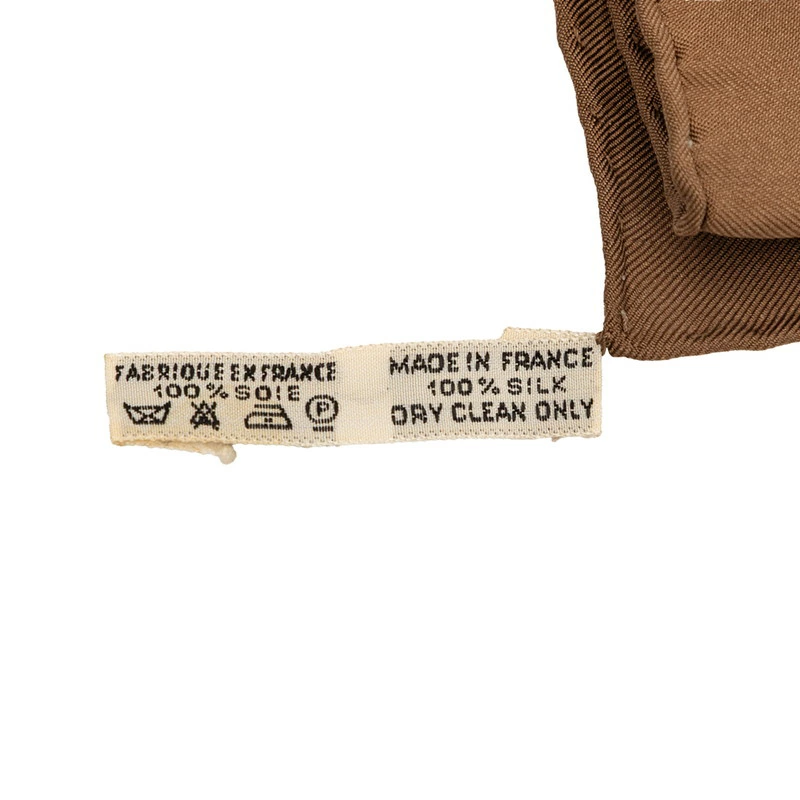 FABRIQUE EN FRANCE
100% SOIE
P
MADE IN FRANCE
100% SILK
DRY CLEAN ONLY